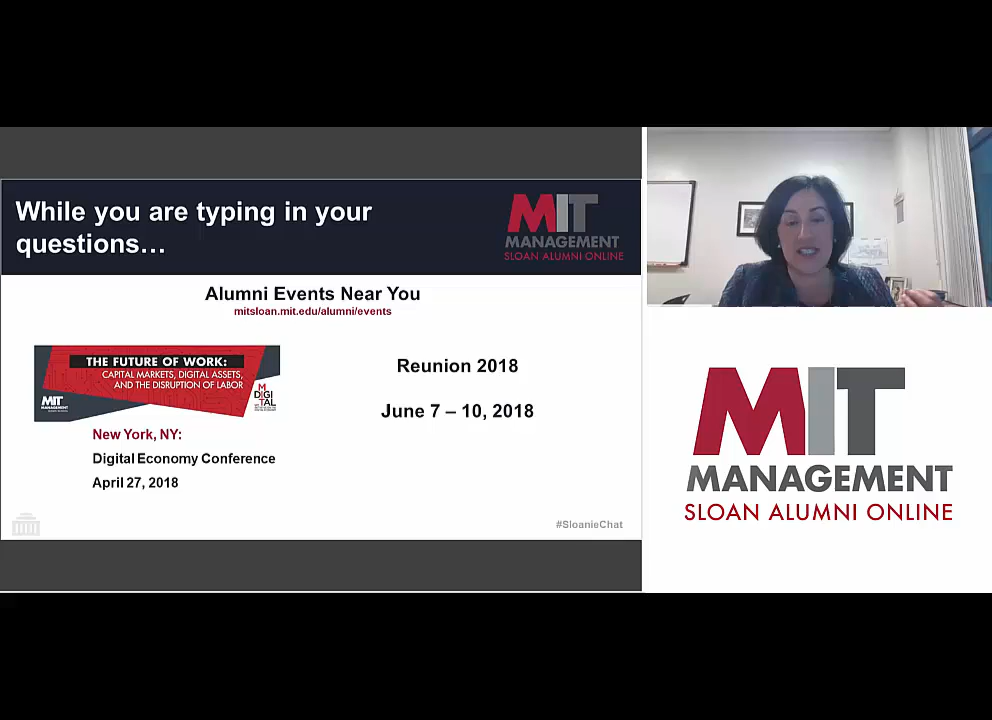 While you are typing in your
questions…
MIT
MANAGEMENT
SLOAN ALUMNI ONLINE
Alumni Events Near You
mitsloan.mit.edu/alumni/events
THE FUTURE OF WORK:
CAPITAL MARKETS, DIGITAL ASSETS,
AND THE DISRUPTION OF LABOR
MIT
MANAGEMENT
M
DIGI
TAL
New York, NY:
Digital Economy Conference
April 27, 2018
Reunion 2018
June 7 – 10, 2018
#SloanieChat
MIT
MANAGEMENT
SLOAN ALUMNI ONLINE